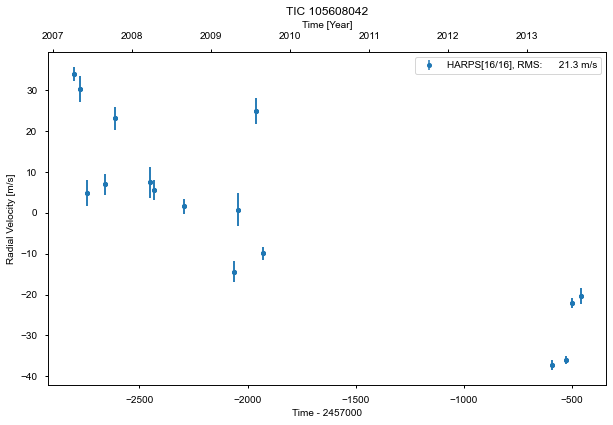 TIC 105608042
Time [Year]
2007 2008 2009 2010 2011 2012 2013
HARPS[16/16], RMS: 21.3 m/s
Radial Velocity [m/s]
30
20
10
0
−10
−20
−30
−40
−2500 −2000 −1500 −1000 −500
Time - 2457000